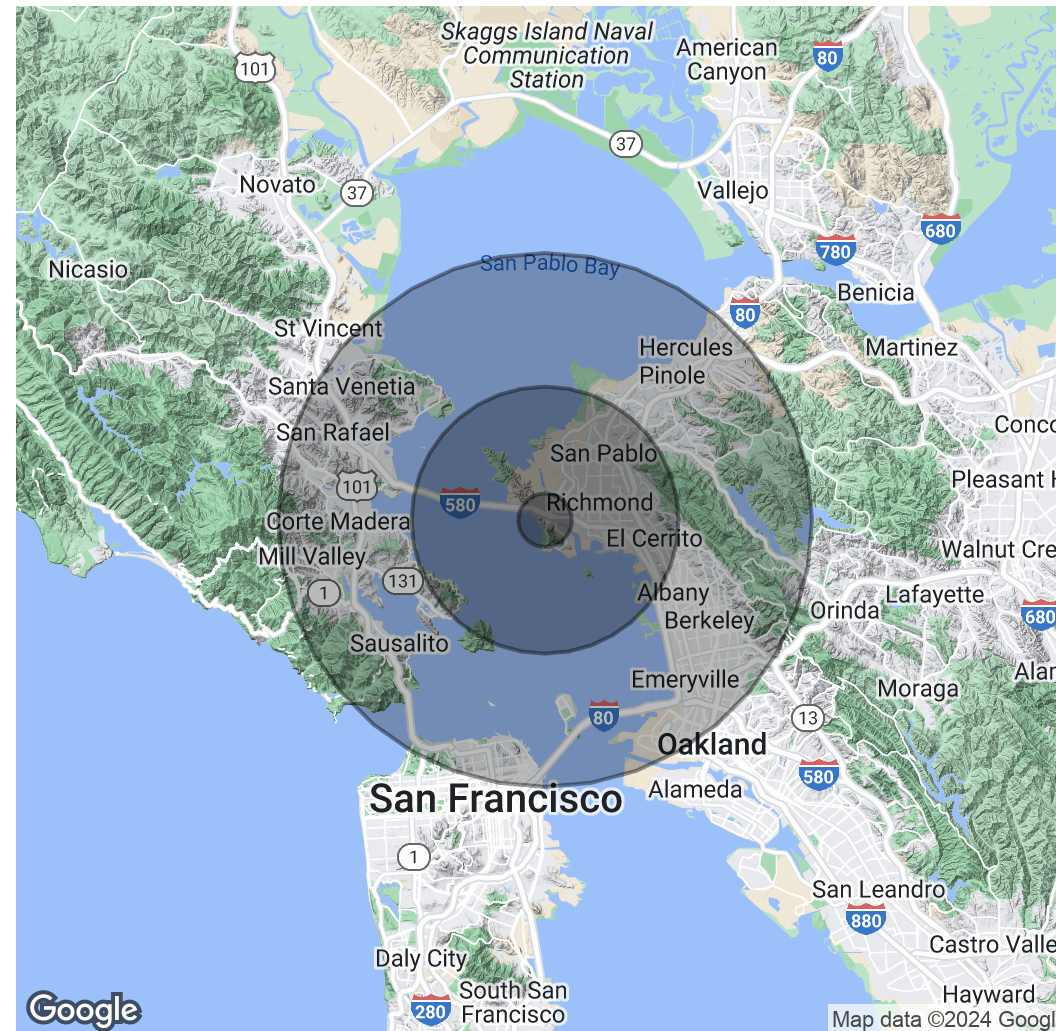 Skaggs Island Naval
Communication
Station
American
Canyon
80
101
37
Novato
37
Vallejo
680
780
Nicasio
San Pablo Bay
Benicia
80
St Vincent
Hercules
Martinez
Pinole
Santa Venetia
San Rafael
Conc
San Pablo
101
Pleasant H
580
Richmond
Corte Madera
El Cerrito
Mill Valley
Walnut Cre
131
1
Albany
Lafayette
Orinda
Berkeley
680
Sausalito
Alar
Emeryville
Moraga
80
13
Oakland
580
San Francisco
Alameda
1
San Leandro
880
Daly City
Castro Valle
South San
Francisco
Hayward
280
Google
Map data ©2024 Googl